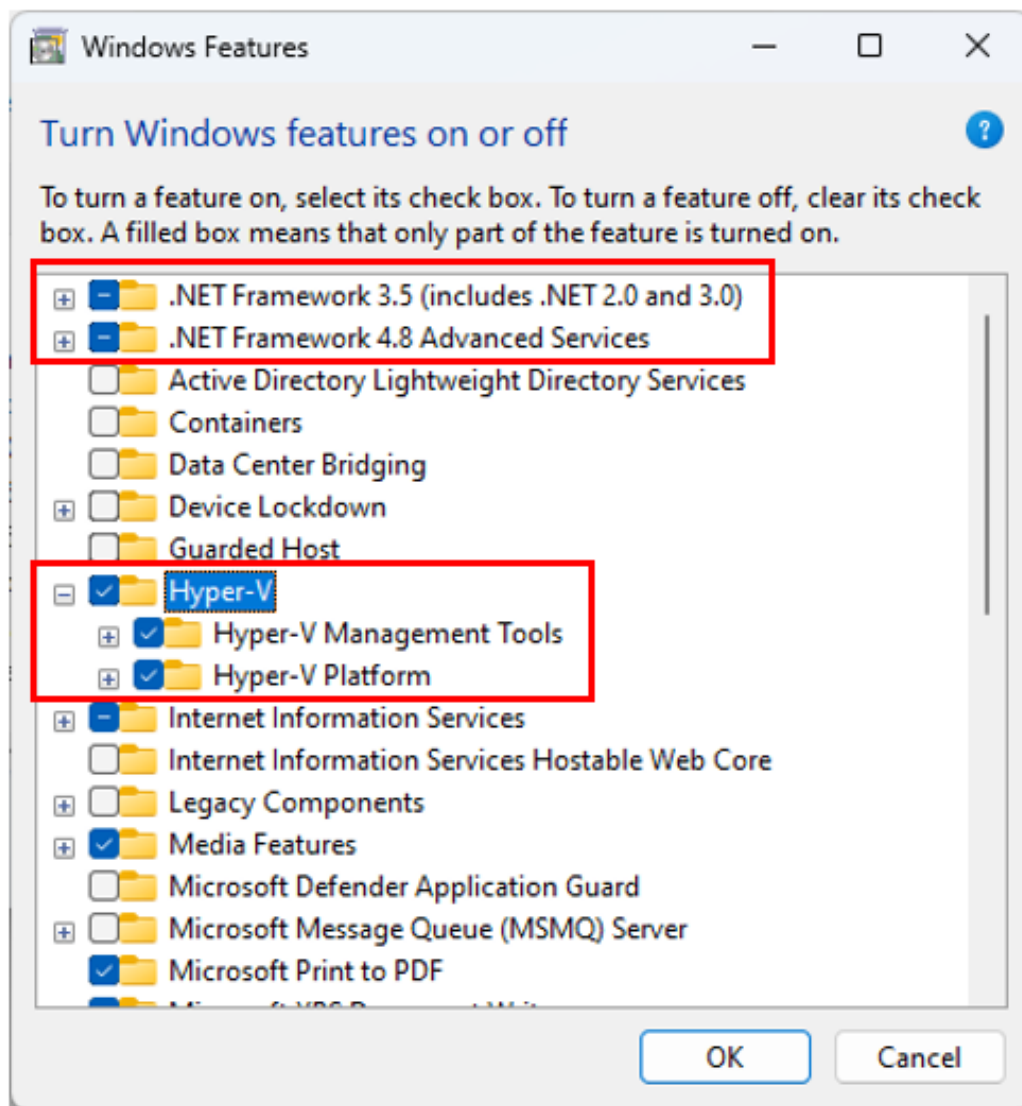 Windows Features
Turn Windows features on or off
To turn a feature on, select its check box. To turn a feature off, clear its check
box. A filled box means that only part of the feature is turned on.
.NET Framework 3.5 (includes .NET 2.0 and 3.0)
.NET Framework 4.8 Advanced Services
Active Directory Lightweight Directory Services
Containers
Data Center Bridging
Device Lockdown
Guarded Host
Hyper-V
Hyper-V Management Tools
Hyper-V Platform
Internet Information Services
Internet Information Services Hostable Web Core
Legacy Components
Media Features
Microsoft Defender Application Guard
Microsoft Message Queue (MSMQ) Server
Microsoft Print to PDF
OK Cancel